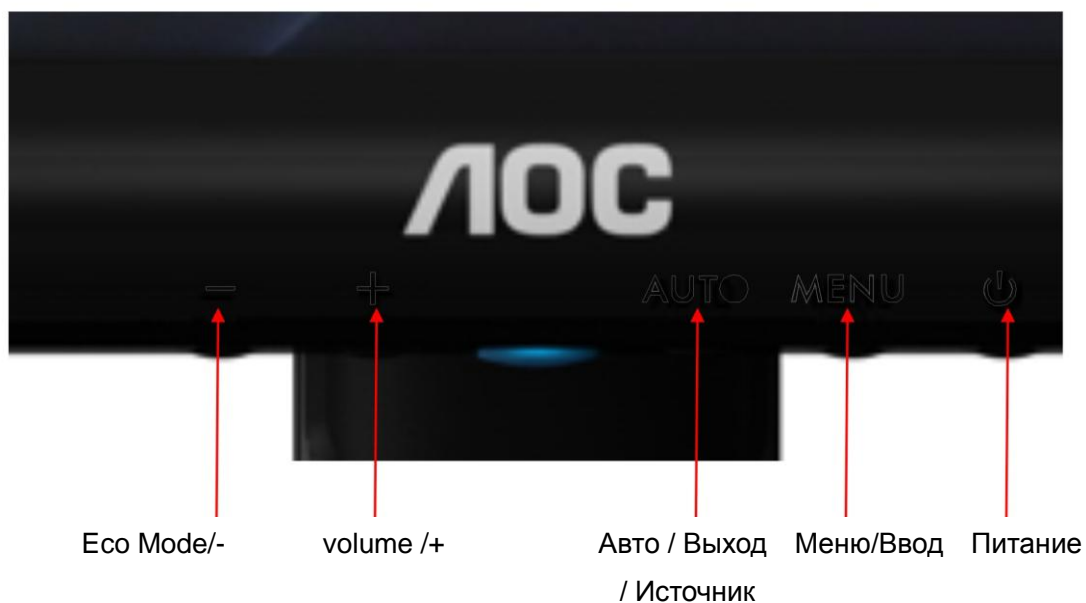 AOC
− + AUTO MENU
Eco Mode/- volume /+ Авто / Выход Меню/Ввод Питание
/ Источник